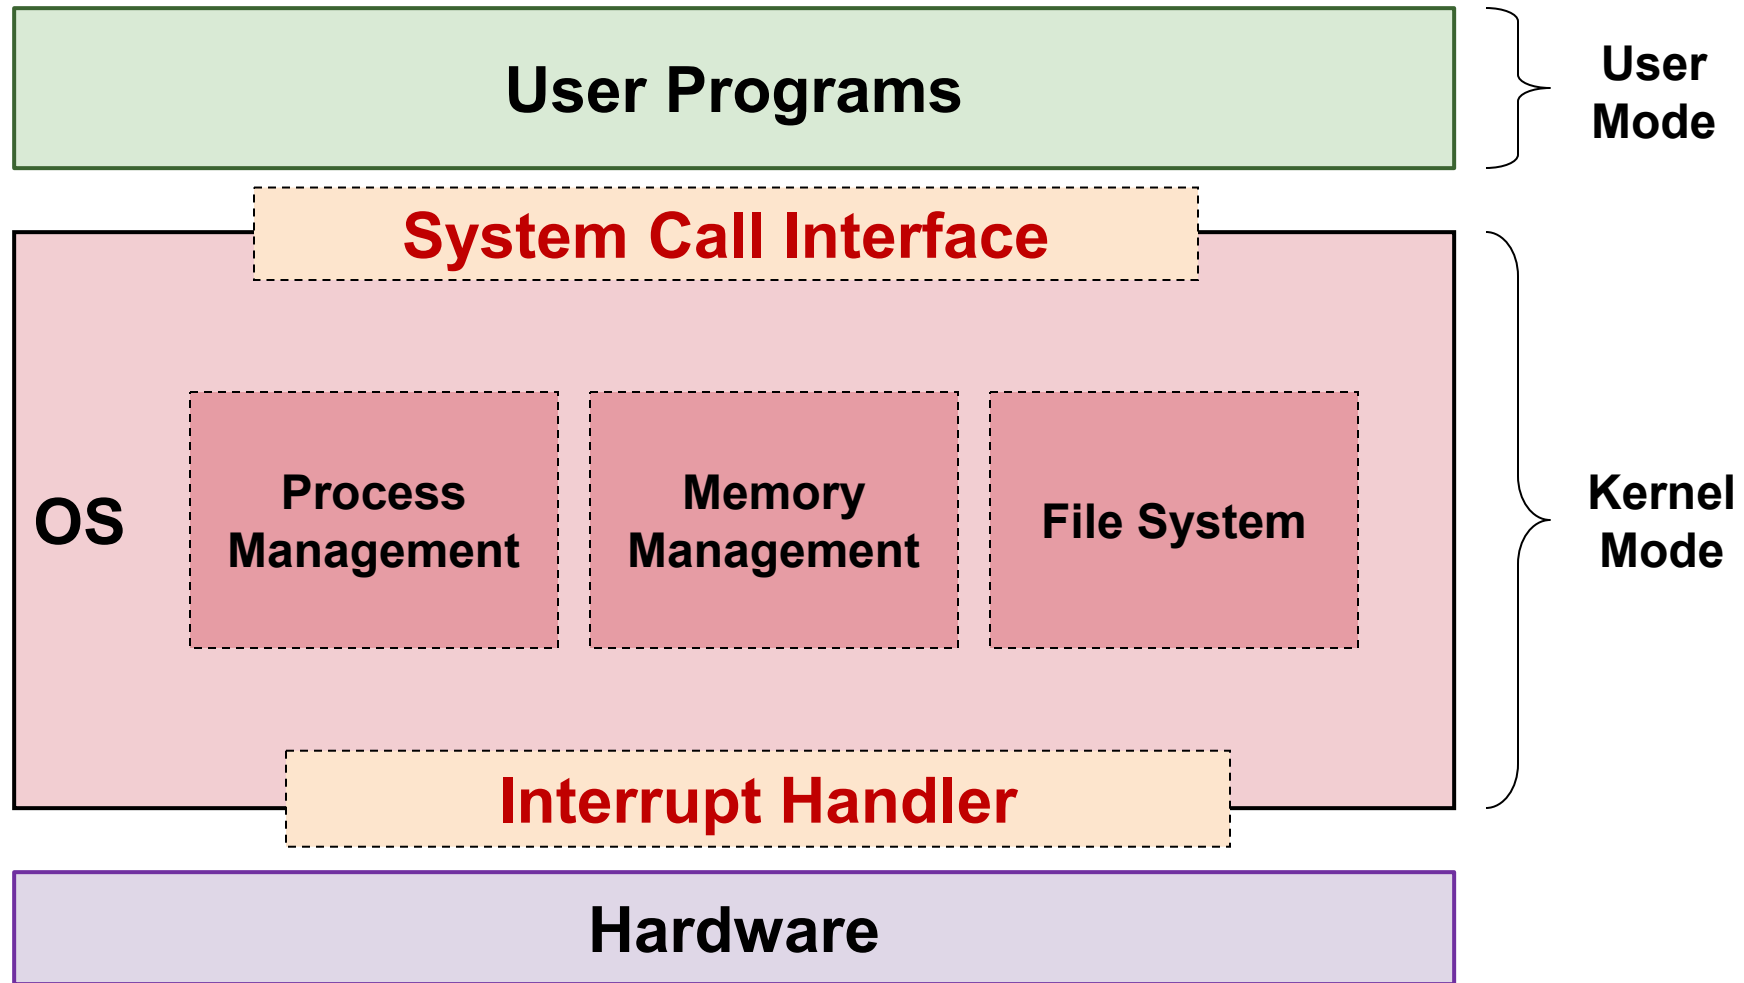 User Programs
User
Mode
System Call Interface
OS
Process
Management
Memory
Management
File System
Kernel
Mode
Interrupt Handler
Hardware